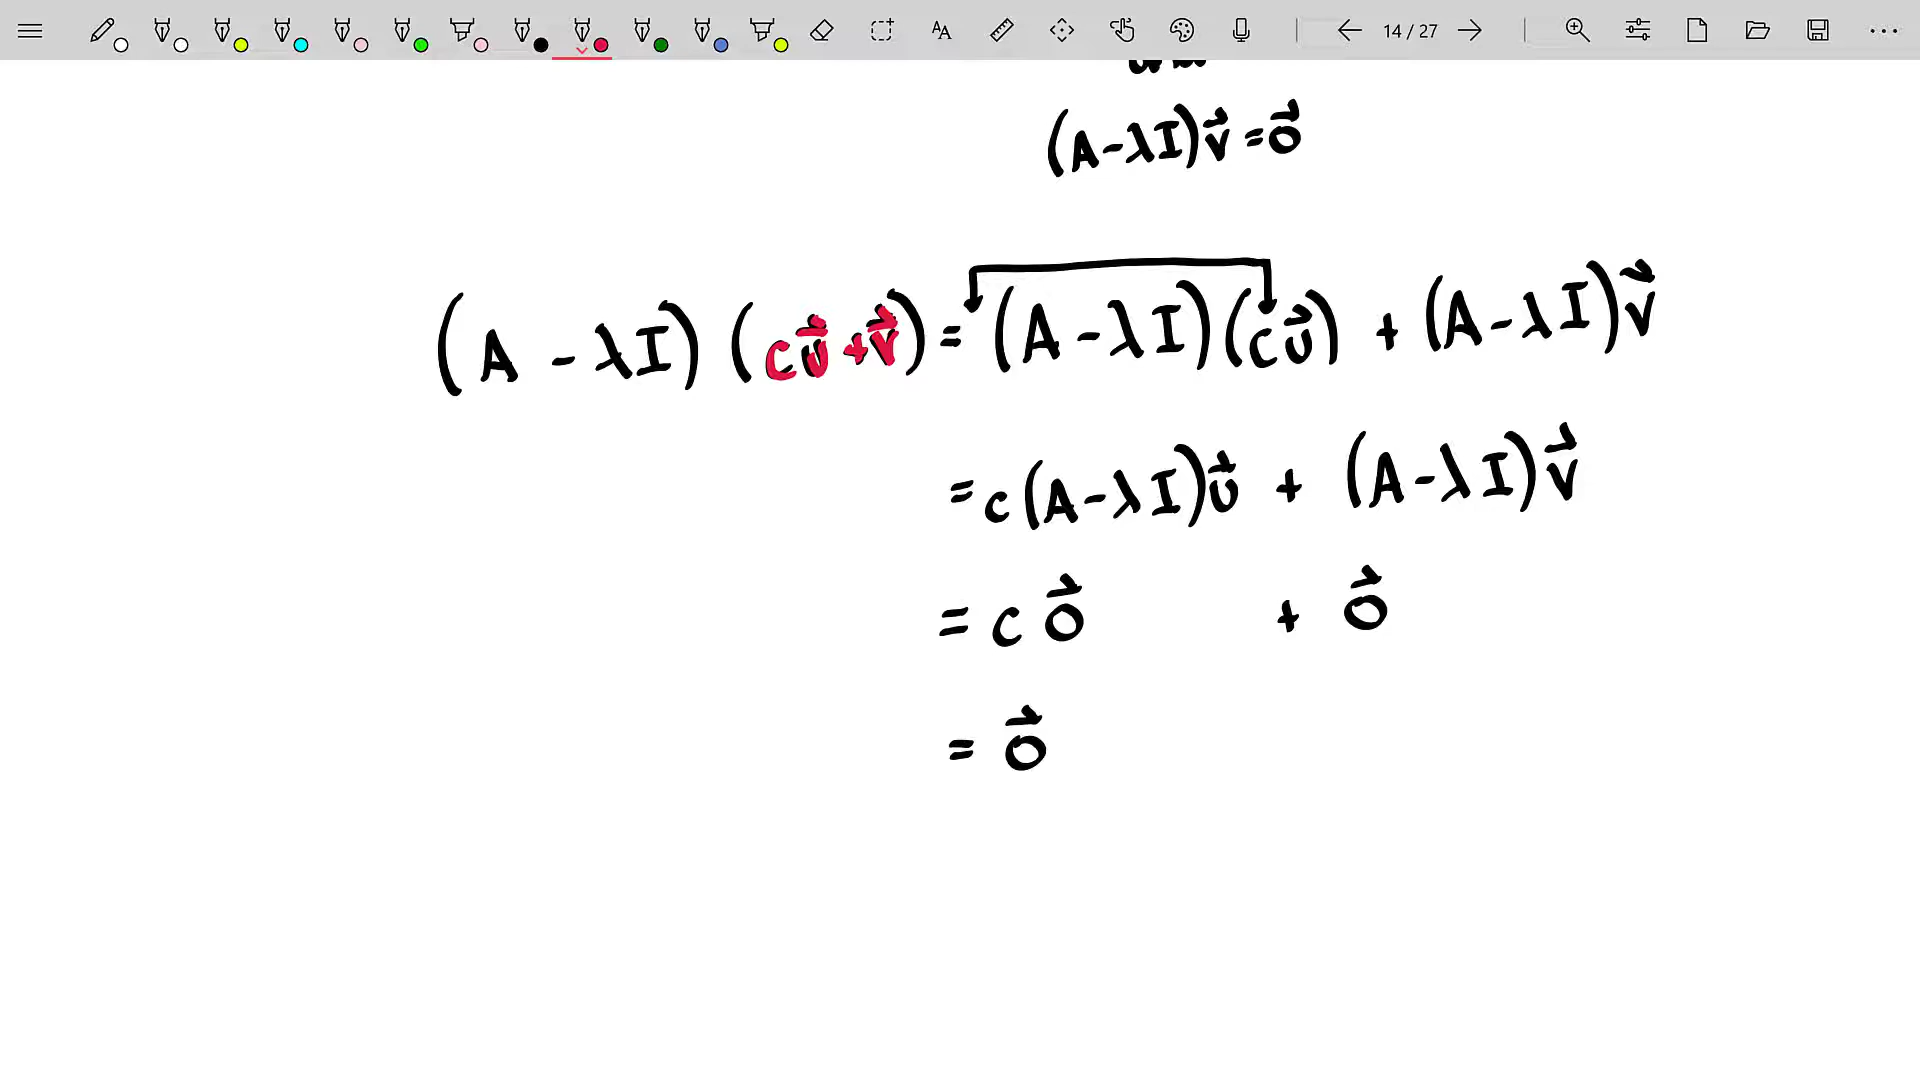 14 / 27
(A-λI)v⃗ = 0⃗
(A - λI)(cu⃗ + v⃗) = (A - λI)(cu⃗) + (A - λI)v⃗
= c(A-λI)u⃗ + (A-λI)v⃗
= c 0⃗ + 0⃗
= 0⃗